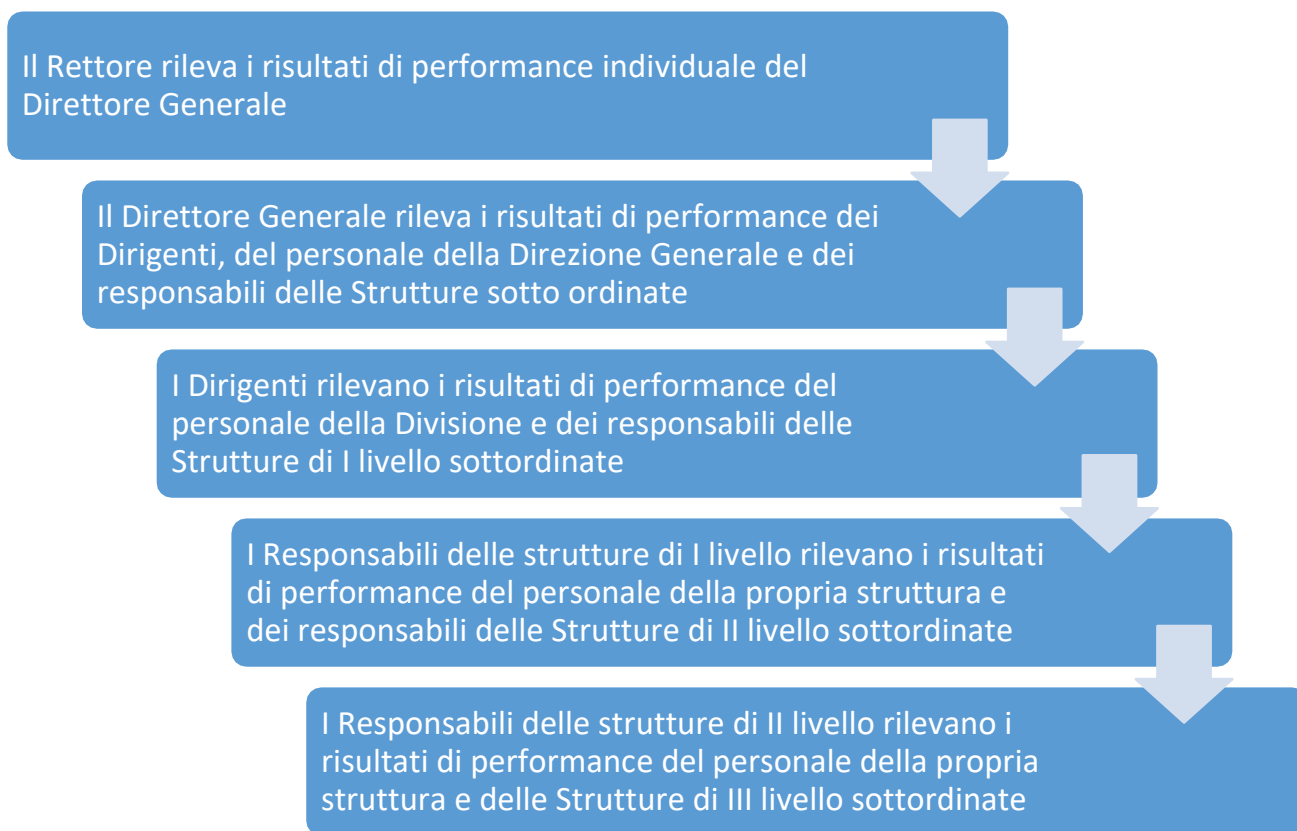 Il Rettore rileva i risultati di performance individuale del
Direttore Generale
Il Direttore Generale rileva i risultati di performance dei
Dirigenti, del personale della Direzione Generale e dei
responsabili delle Strutture sotto ordinate
I Dirigenti rilevano i risultati di performance del
personale della Divisione e dei responsabili delle
Strutture di I livello sottordinate
I Responsabili delle strutture di I livello rilevano i risultati
di performance del personale della propria struttura e
dei responsabili delle Strutture di II livello sottordinate
I Responsabili delle strutture di II livello rilevano i
risultati di performance del personale della propria
struttura e delle Strutture di III livello sottordinate